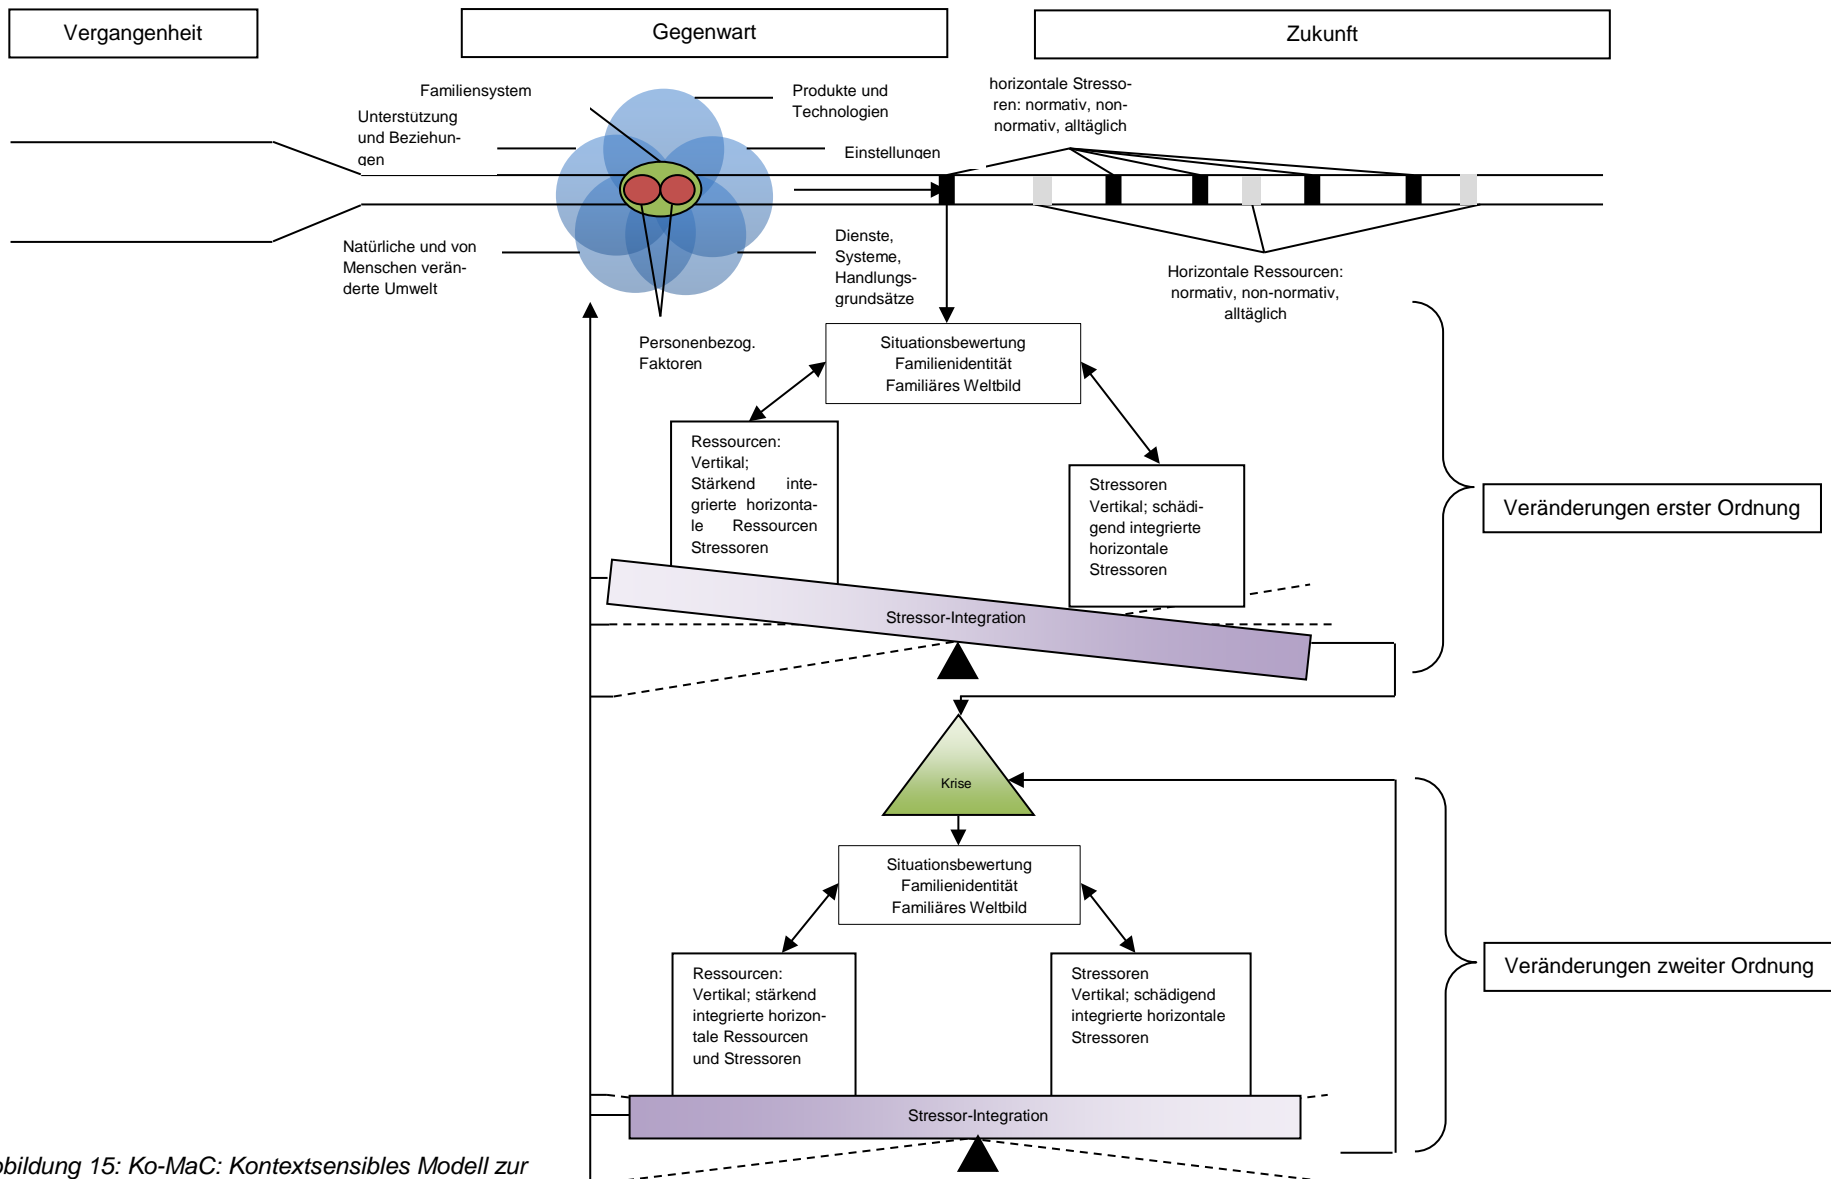 Vergangenheit
Gegenwart
Zukunft
Familiensystem
Unterstützung
und Beziehun-
gen
Produkte und
Technologien
Einstellungen
horizontale Stresso-
ren: normativ, non-
normativ, alltäglich
Natürliche und von
Menschen verän-
derte Umwelt
Dienste,
Systeme,
Handlungs-
grundsätze
Horizontale Ressourcen:
normativ, non-normativ,
alltäglich
Personenbezog.
Faktoren
Situationsbewertung
Familienidentität
Familiäres Weltbild
Ressourcen:
Vertikal;
Stärkend inte-
grierte horizonta-
le Ressourcen
Stressoren
Stressoren
Vertikal; schädi-
gend integrierte
horizontale
Stressoren
Veränderungen erster Ordnung
Stressor-Integration
Krise
Situationsbewertung
Familienidentität
Familiäres Weltbild
Ressourcen:
Vertikal; stärkend
integrierte horizon-
tale Ressourcen
und Stressoren
Stressoren
Vertikal; schädigend
integrierte horizontale
Stressoren
Veränderungen zweiter Ordnung
Stressor-Integration
bbildung 15: Ko-MaC: Kontextsensibles Modell zur